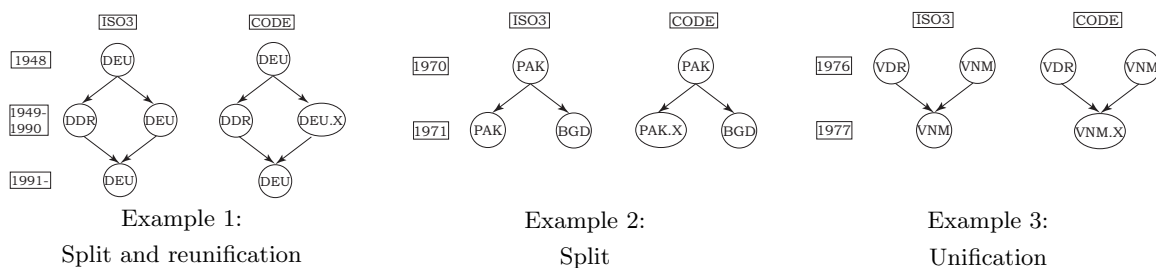 ISO3 CODE
1948 DEU DEU
1949-
1990 DDR DEU DDR DEU.X
1991- DEU DEU
Example 1:
Split and reunification
ISO3 CODE
1970 PAK PAK
1971 PAK BGD PAK.X BGD
Example 2:
Split
ISO3 CODE
1976 VDR VNM VDR VNM
1977 VNM VNM.X
Example 3:
Unification